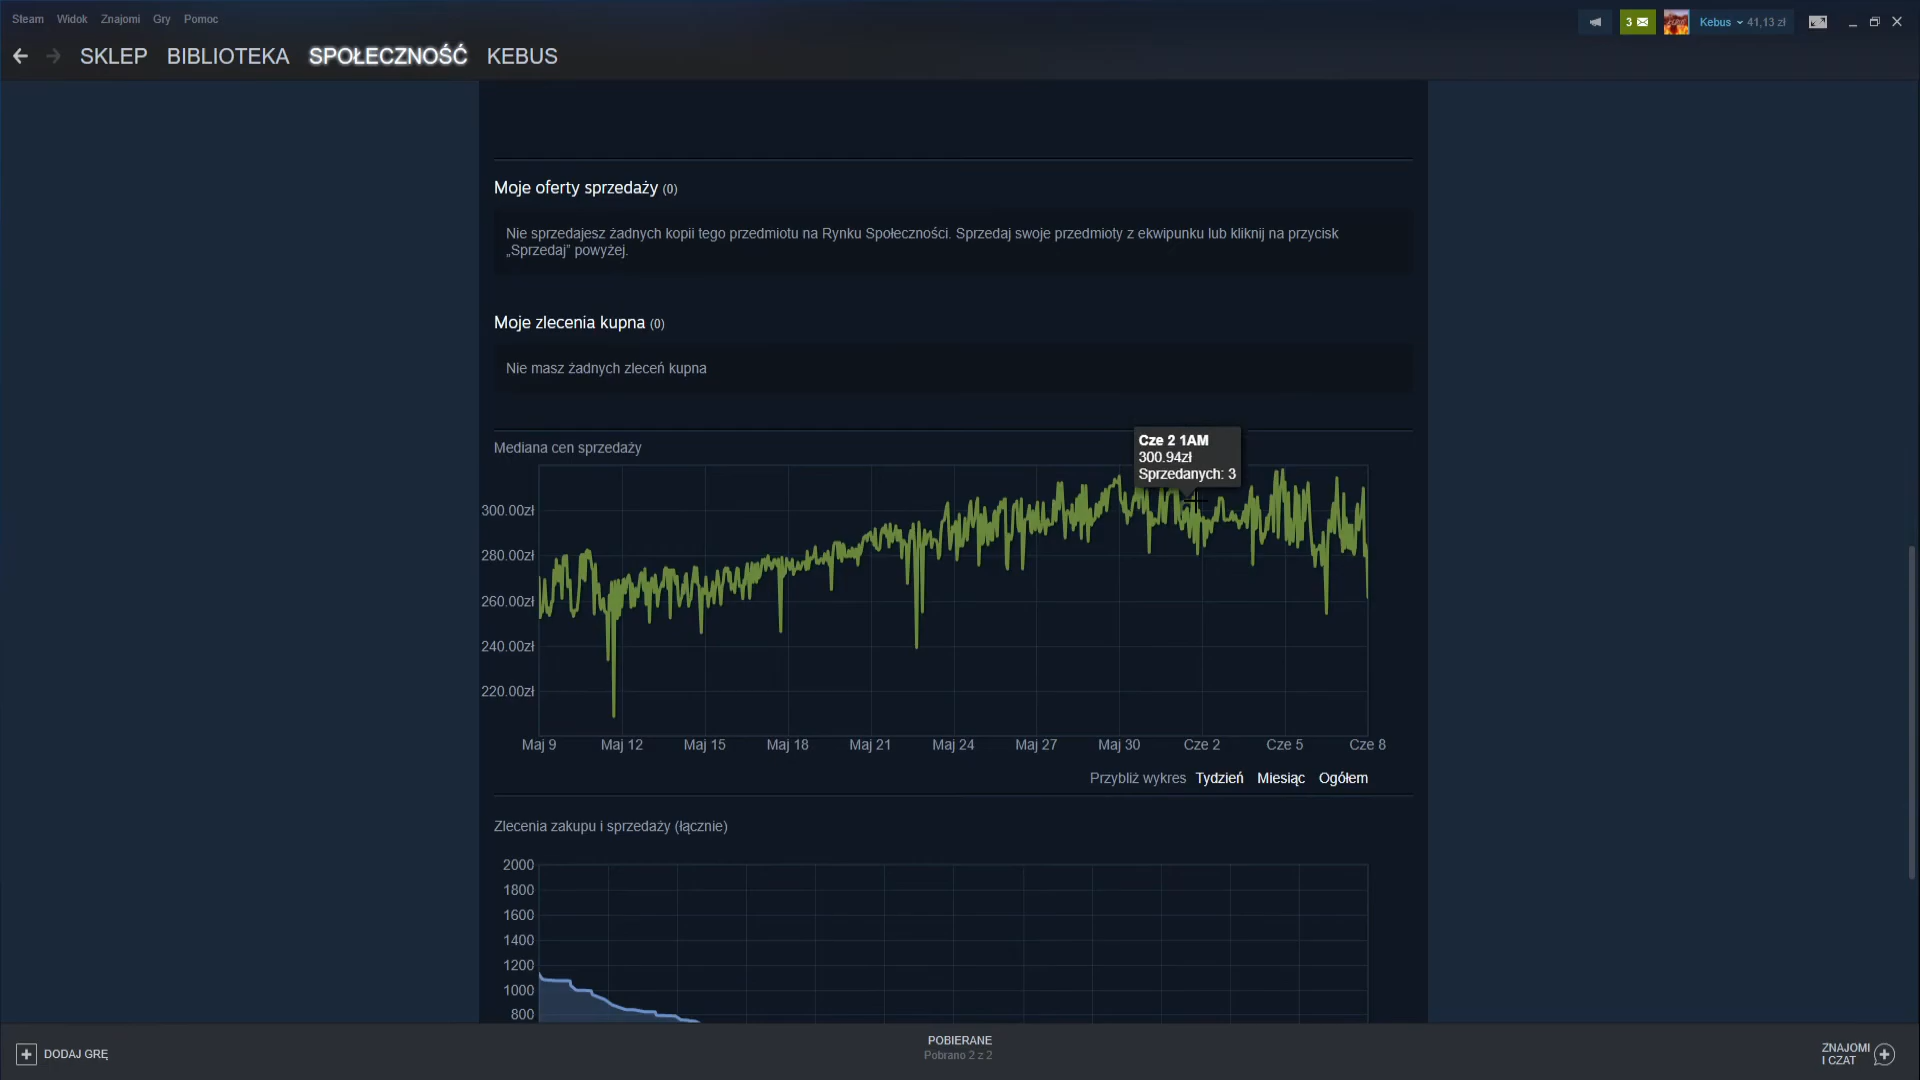 Steam Widok Znajomi Gry Pomoc
3 Kebus 41,13 zł
SKLEP BIBLIOTEKA SPOŁECZNOŚĆ KEBUS
Moje oferty sprzedaży (0)
Nie sprzedajesz żadnych kopii tego przedmiotu na Rynku Społeczności. Sprzedaj swoje przedmioty z ekwipunku lub kliknij na przycisk
„Sprzedaj” powyżej.
Moje zlecenia kupna (0)
Nie masz żadnych zleceń kupna
Mediana cen sprzedaży
Cze 2 1AM
300.94zł
Sprzedanych: 3
300.00zł
280.00zł
260.00zł
240.00zł
220.00zł
Maj 9 Maj 12 Maj 15 Maj 18 Maj 21 Maj 24 Maj 27 Maj 30 Cze 2 Cze 5 Cze 8
Przybliż wykres Tydzień Miesiąc Ogółem
Zlecenia zakupu i sprzedaży (łącznie)
2000
1800
1600
1400
1200
1000
800
DODAJ GRĘ
POBIERANE
Pobrano 2 z 2
ZNAJOMI
I CZAT